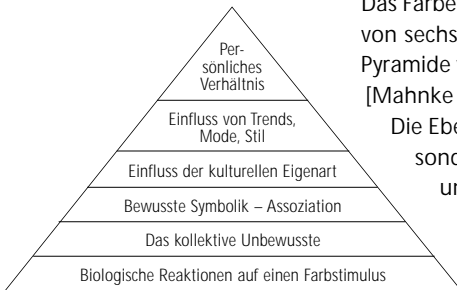 Das Farbe
von sechs
Pyramide
[Mahnke
Die Ebe
sond
Per-
sönliches
Verhältnis
Einfluss von Trends,
Mode, Stil
Einfluss der kulturellen Eigenart
Bewusste Symbolik – Assoziation
Das kollektive Unbewusste
Biologische Reaktionen auf einen Farbstimulus